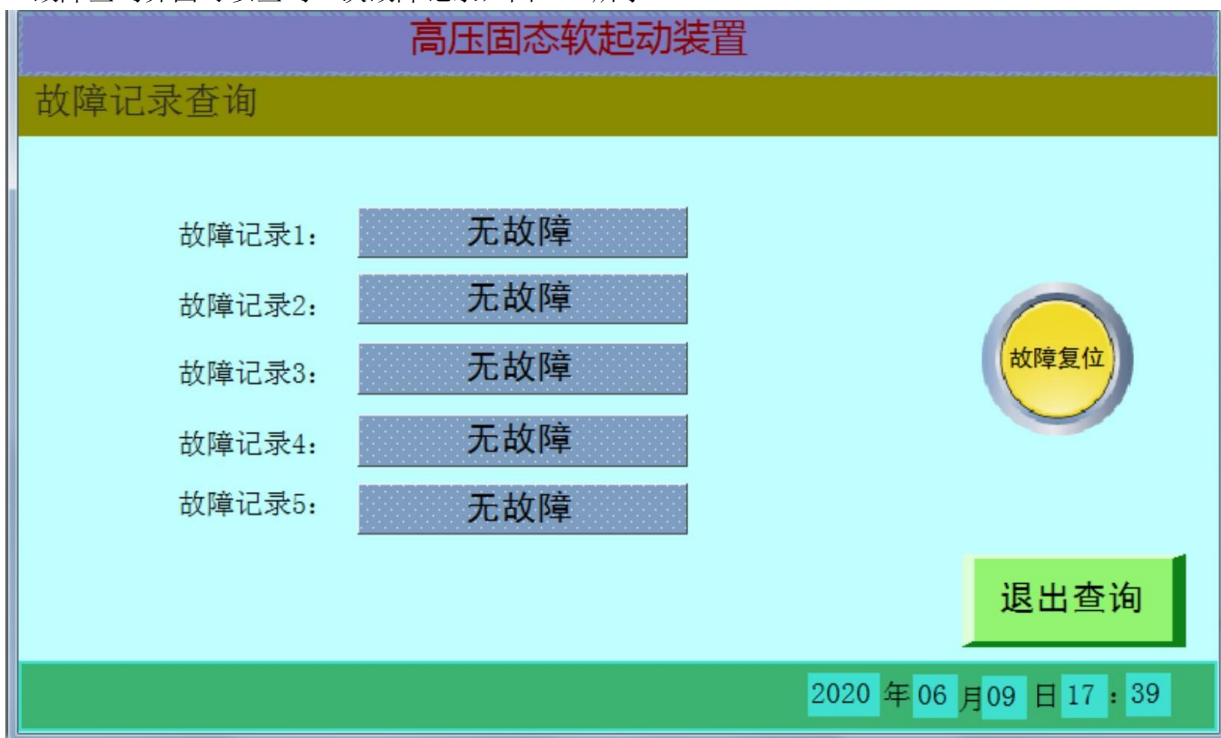 高压固态软起动装置
故障记录查询
故障记录1: 无故障
故障记录2: 无故障
故障记录3: 无故障
故障记录4: 无故障
故障记录5: 无故障
故障复位
退出查询
2020 年 06 月 09 日 17 : 39